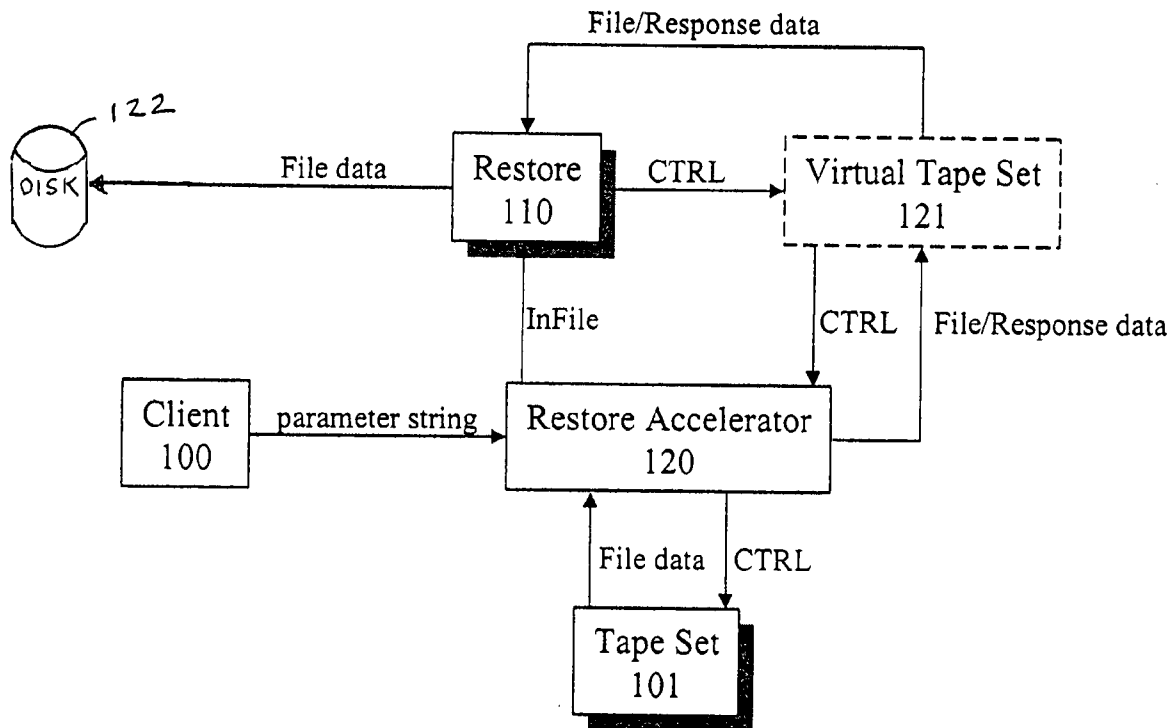 File/Response data
122
DISK
File data
Restore
110
CTRL
Virtual Tape Set
121
InFile
CTRL
File/Response data
Client
100
parameter string
Restore Accelerator
120
File data
CTRL
Tape Set
101